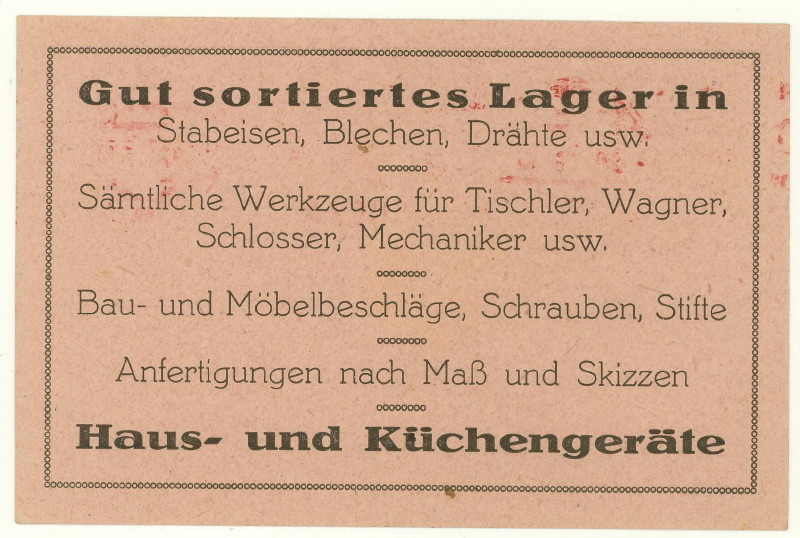 Gut sortiertes Lager in
Stabeisen, Blechen, Drähte usw.
Sämtliche Werkzeuge für Tischler, Wagner,
Schlosser, Mechaniker usw.
Bau- und Möbelbeschläge, Schrauben, Stifte
Anfertigungen nach Maß und Skizzen
Haus- und Küchengeräte